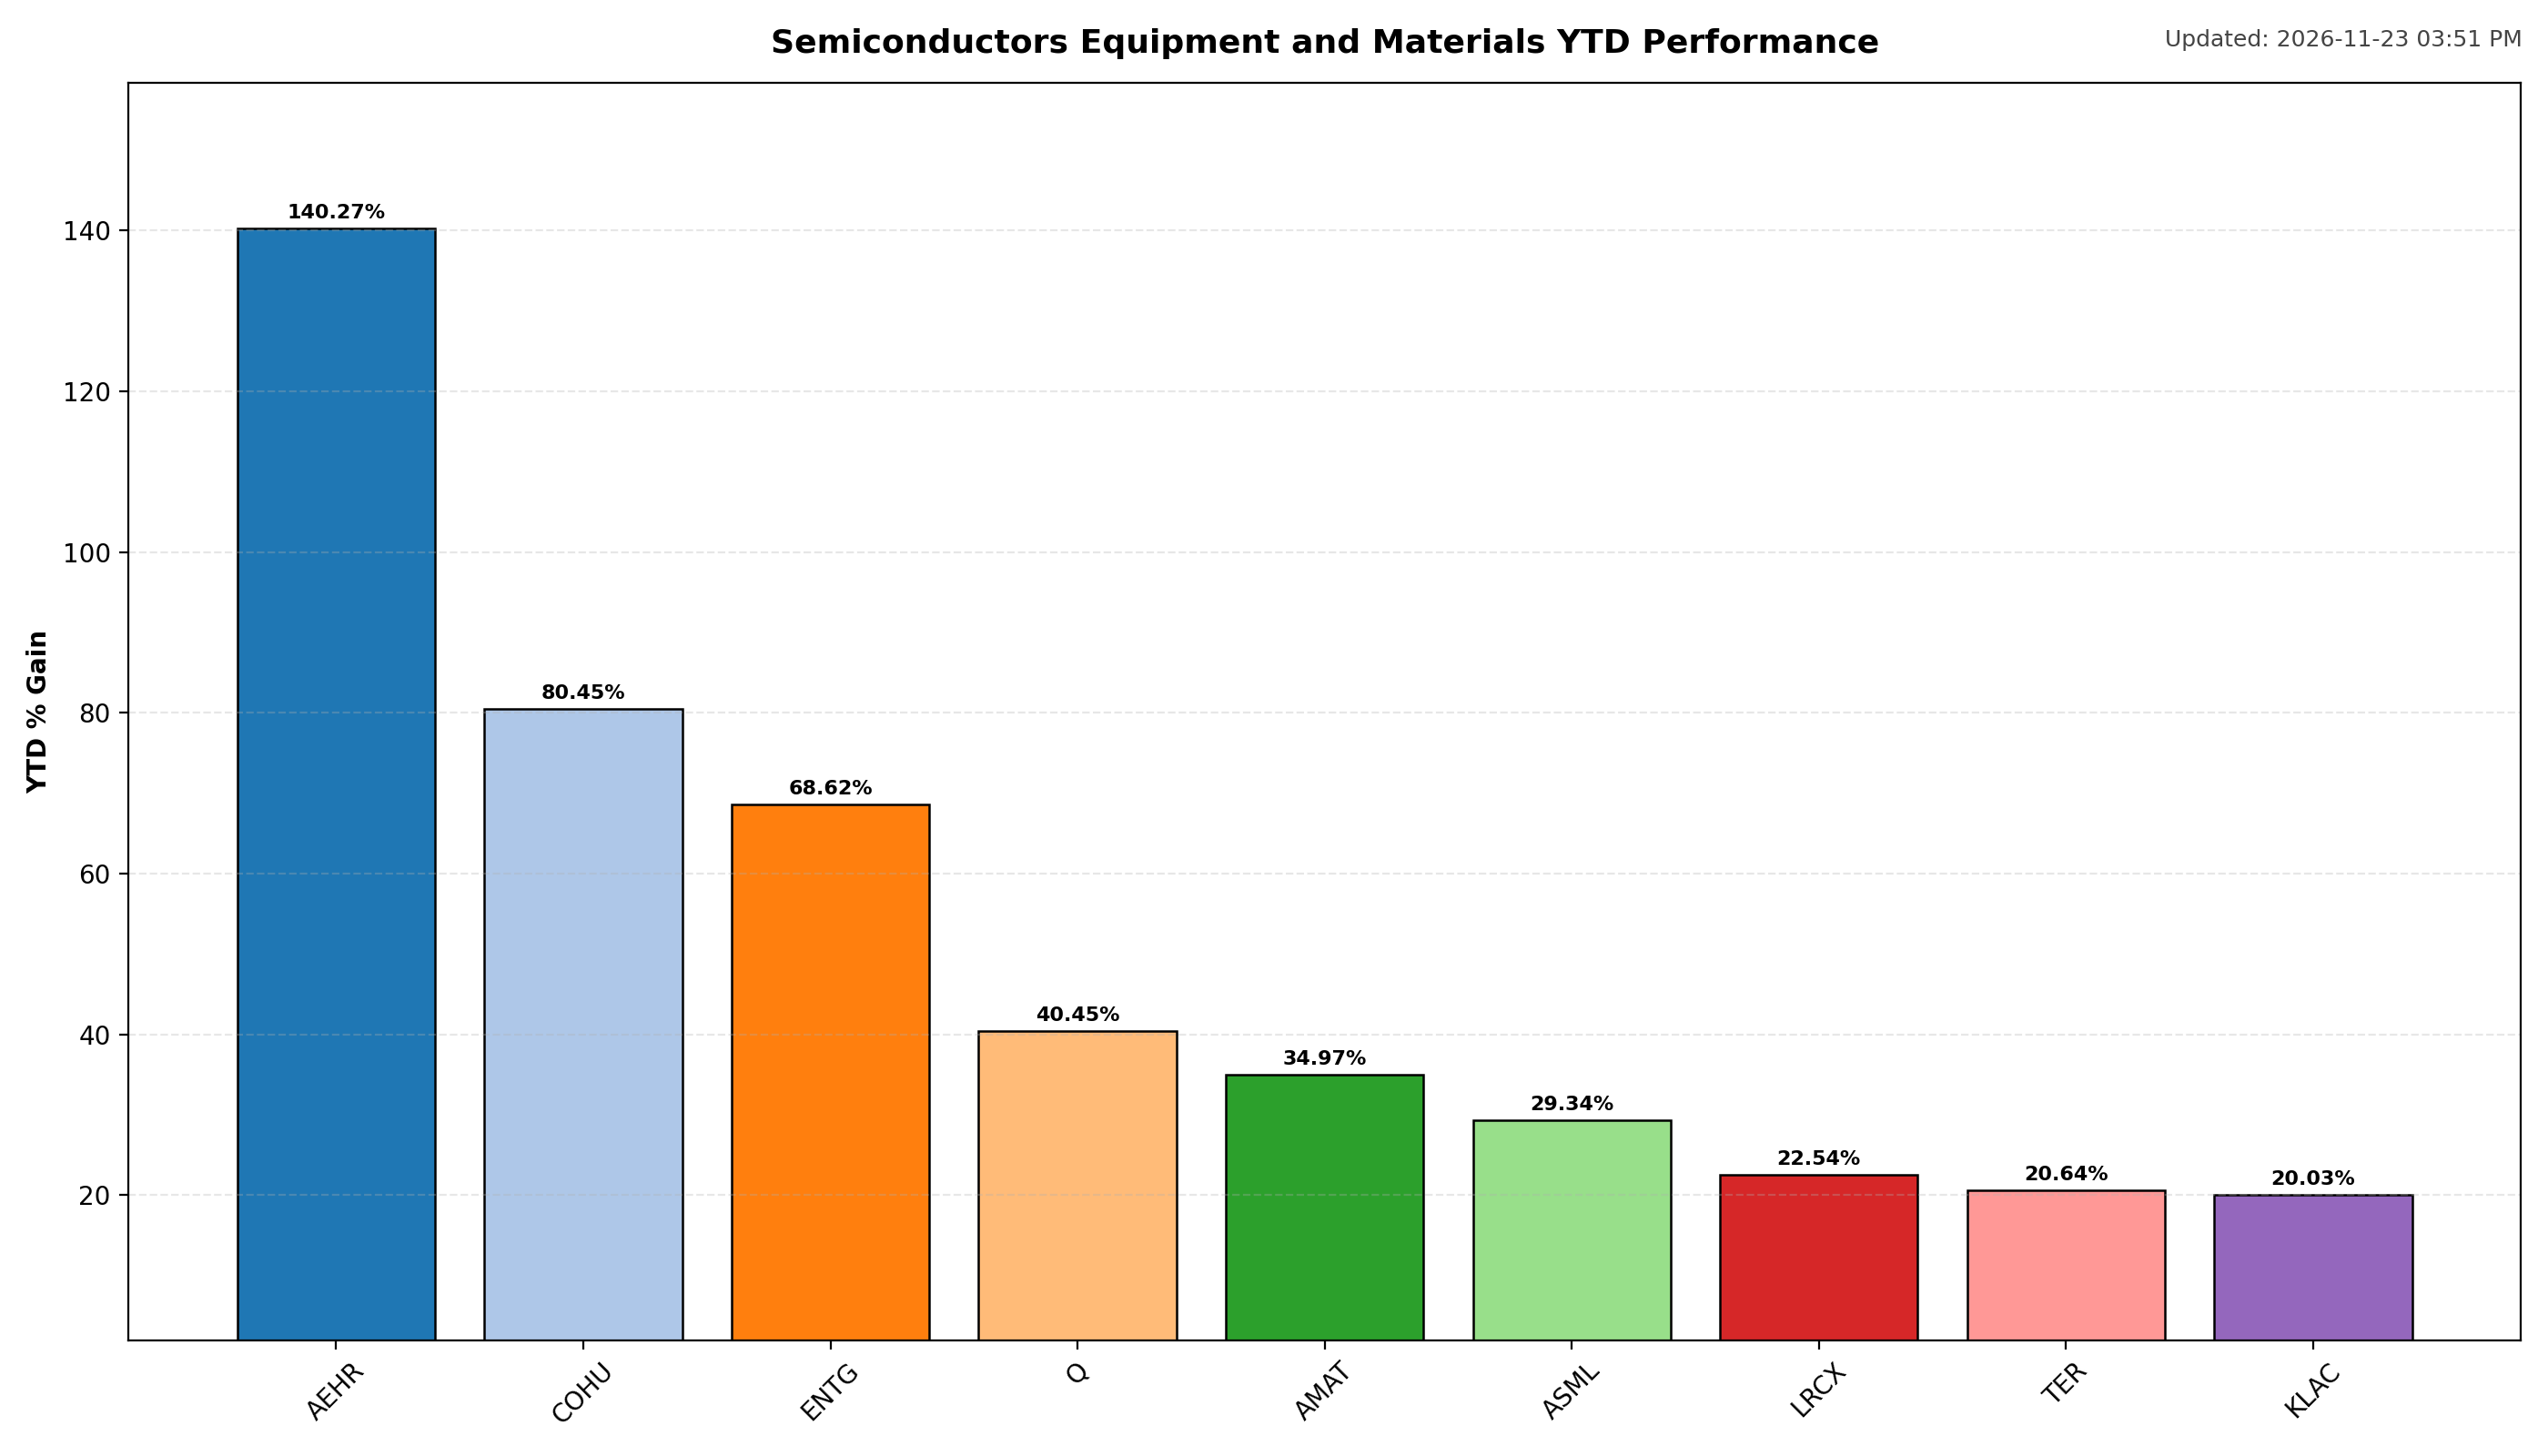 Semiconductors Equipment and Materials YTD Performance
Updated: 2026-11-23 03:51 PM
YTD % Gain
140
120
100
80
60
40
20
140.27%
80.45%
68.62%
40.45%
34.97%
29.34%
22.54%
20.64%
20.03%
AEHR
COHU
ENTG
Q
AMAT
ASML
LRCX
TER
KLAC